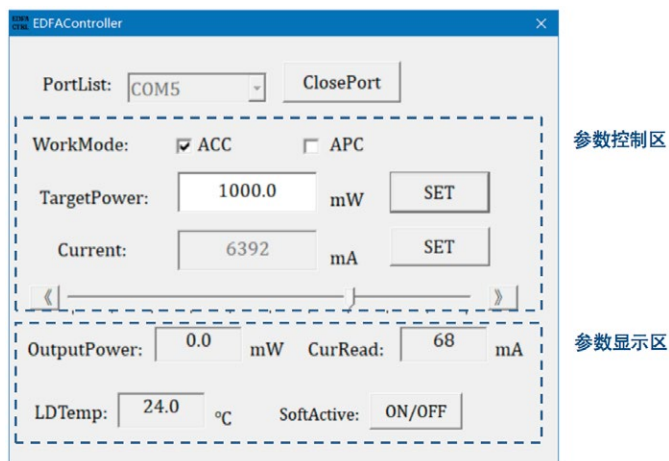 EDFA CTRL EDFAController
PortList: COM5 ClosePort
WorkMode: ACC APC
参数控制区
TargetPower: 1000.0 mW SET
Current: 6392 mA SET
《 》
OutputPower: 0.0 mW CurRead: 68 mA
参数显示区
LDTemp: 24.0 °C SoftActive: ON/OFF